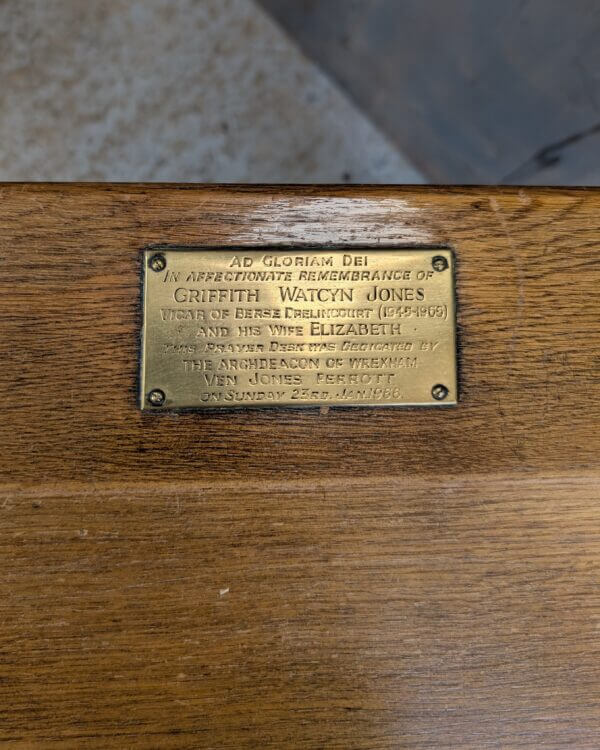 AD GLORIAM DEI
IN AFFECTIONATE REMEMBRANCE OF
GRIFFITH WATCYN JONES
VICAR OF BERSE DRELINCOURT (1945-1969)
AND HIS WIFE ELIZABETH
THIS PRAYER DESK WAS DEDICATED BY
THE ARCHDEACON OF WREXHAM
VEN JONES PERROTT
ON SUNDAY 23RD. JAN.